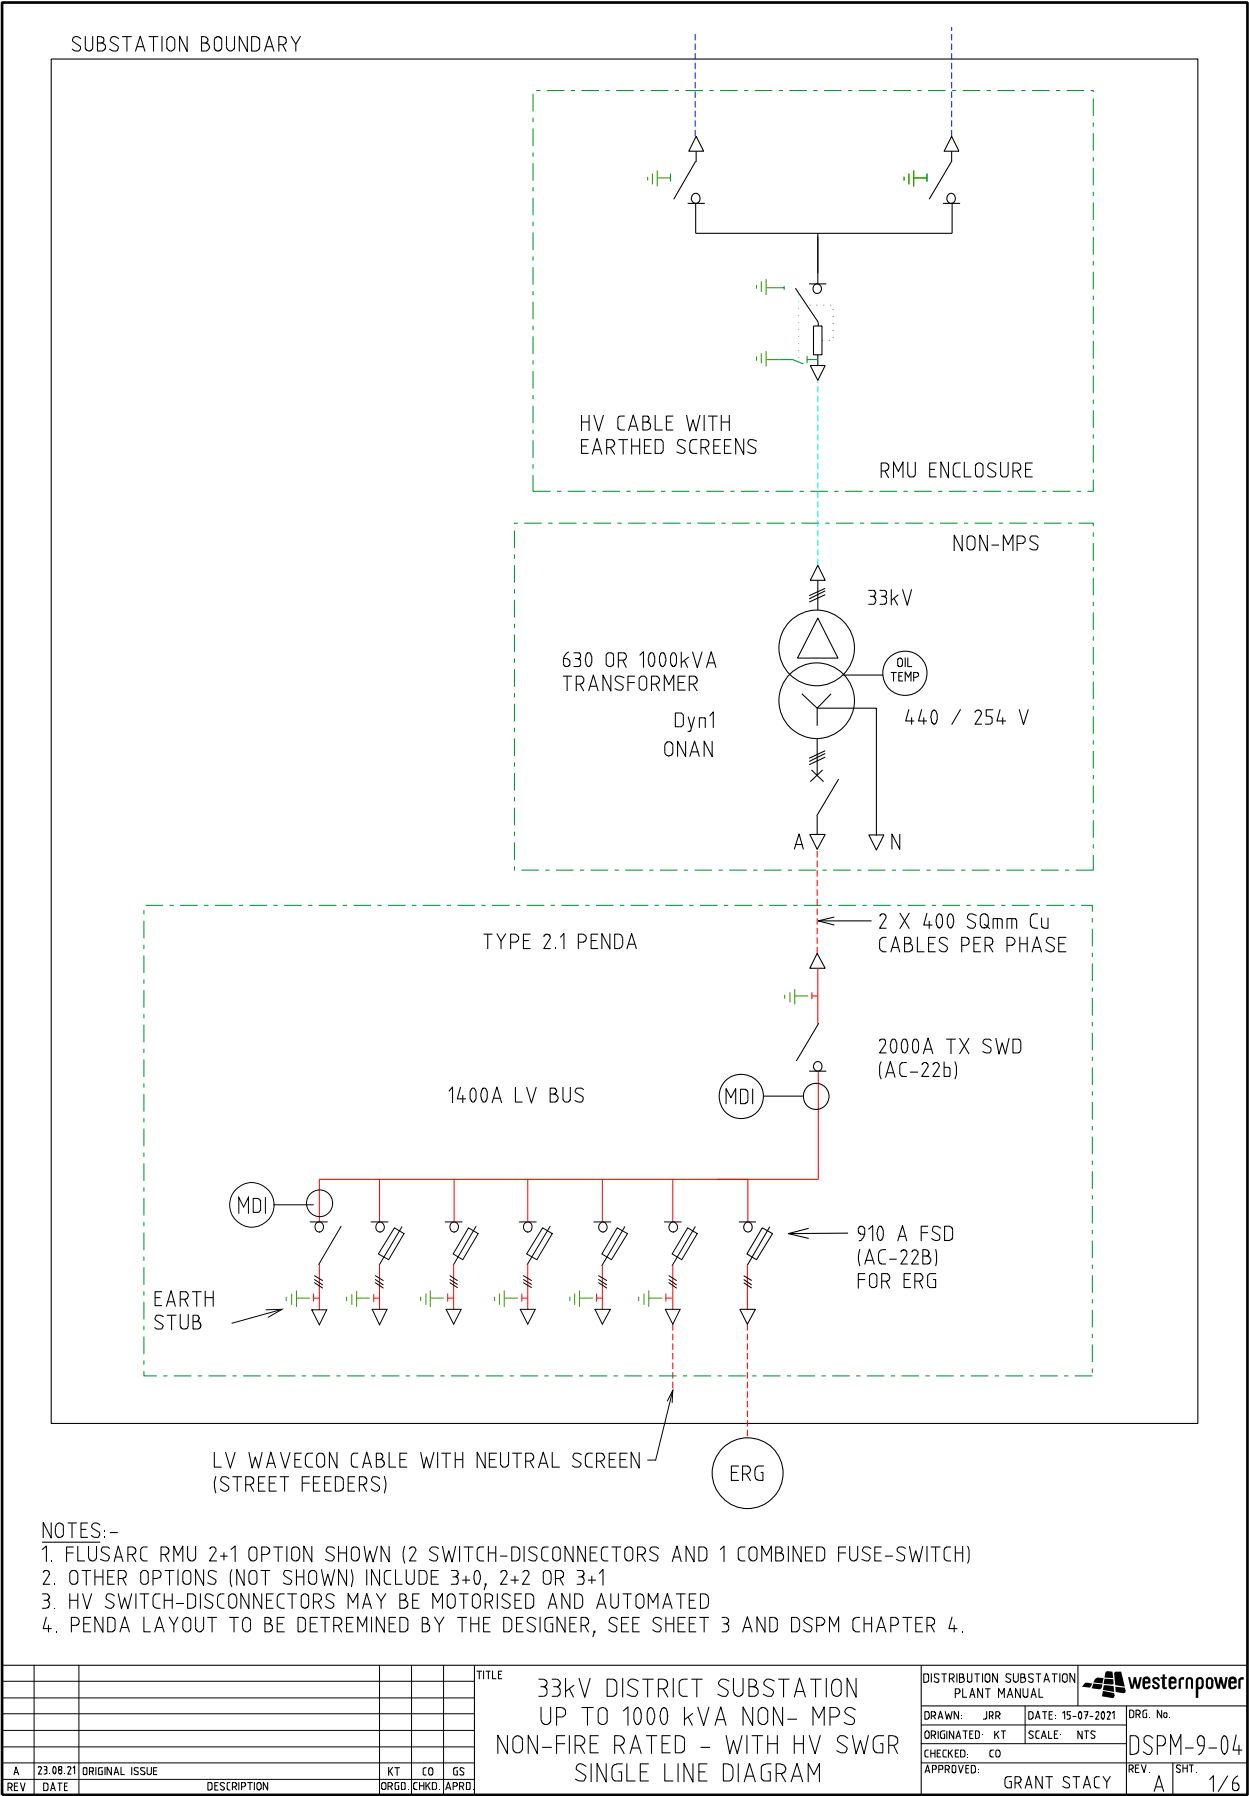 SUBSTATION BOUNDARY
HV CABLE WITH
EARTHED SCREENS
RMU ENCLOSURE
NON-MPS
33kV
630 OR 1000kVA
TRANSFORMER
OIL
TEMP
Dyn1
440 / 254 V
ONAN
A
N
2 X 400 SQmm Cu
CABLES PER PHASE
TYPE 2.1 PENDA
2000A TX SWD
(AC-22b)
1400A LV BUS
MDI
MDI
910 A FSD
(AC-22B)
FOR ERG
EARTH
STUB
LV WAVECON CABLE WITH NEUTRAL SCREEN
(STREET FEEDERS)
ERG
NOTES:-
1. FLUSARC RMU 2+1 OPTION SHOWN (2 SWITCH-DISCONNECTORS AND 1 COMBINED FUSE-SWITCH)
2. OTHER OPTIONS (NOT SHOWN) INCLUDE 3+0, 2+2 OR 3+1
3. HV SWITCH-DISCONNECTORS MAY BE MOTORISED AND AUTOMATED
4. PENDA LAYOUT TO BE DETREMINED BY THE DESIGNER, SEE SHEET 3 AND DSPM CHAPTER 4.
A 23.08.21 ORIGINAL ISSUE KT CO GS
REV DATE DESCRIPTION ORGD. CHKD. APRD.
TITLE
33kV DISTRICT SUBSTATION
UP TO 1000 kVA NON- MPS
NON-FIRE RATED - WITH HV SWGR
SINGLE LINE DIAGRAM
DISTRIBUTION SUBSTATION
PLANT MANUAL
westernpower
DRAWN: JRR DATE: 15-07-2021
ORIGINATED: KT SCALE: NTS
CHECKED: CO
APPROVED:
GRANT STACY
DRG. No.
DSPM-9-04
REV. A
SHT. 1/6